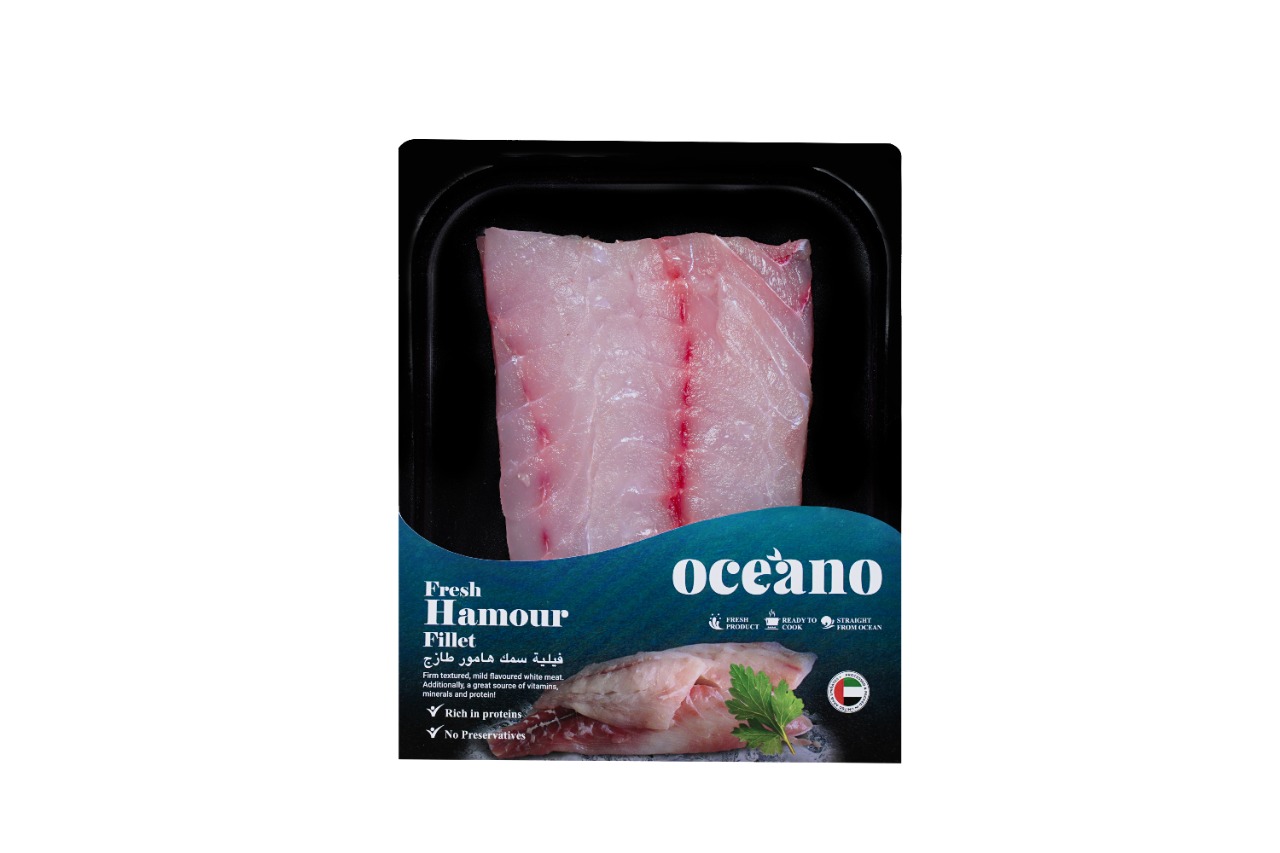 oceano
FRESH
PRODUCT
READY TO
COOK
STRAIGHT
FROM OCEAN
Fresh
Hamour
Fillet
فيلية سمك هامور طازج
Firm textured, mild flavoured white meat.
Additionally, a great source of vitamins,
minerals and protein!
Rich in proteins
No Preservatives